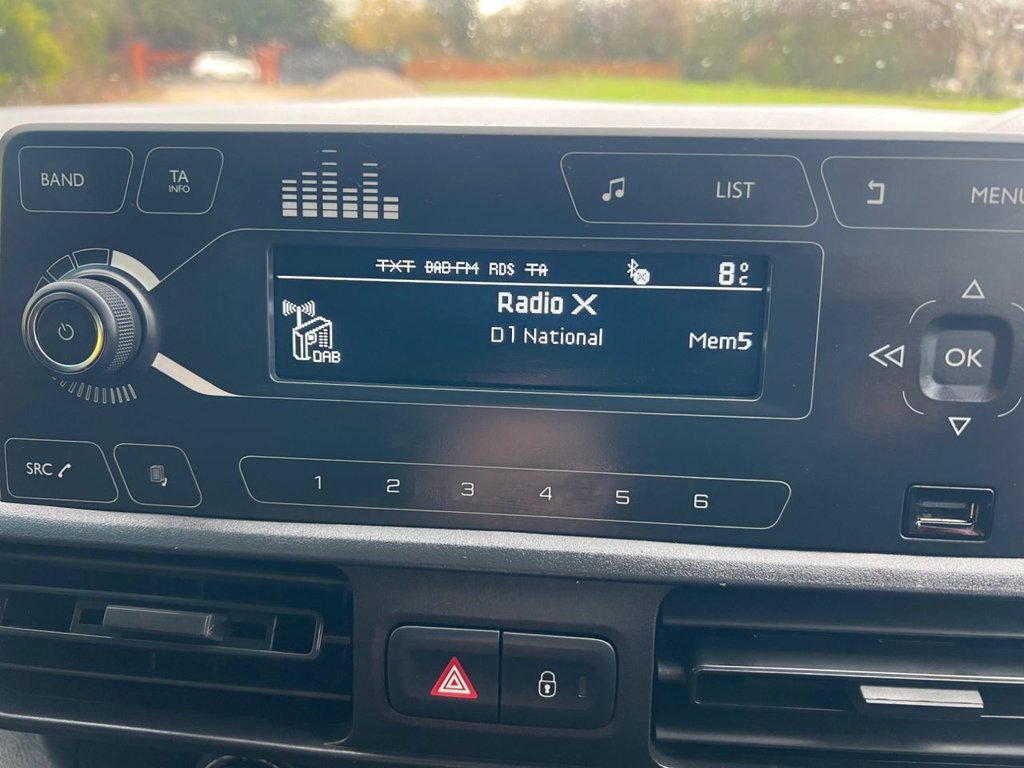 BAND
TA
INFO
LIST
MENU
TXT DAB-FM RDS TA 8°C
Radio X
D1 National
Mem5
DAB
OK
SRC
1 2 3 4 5 6